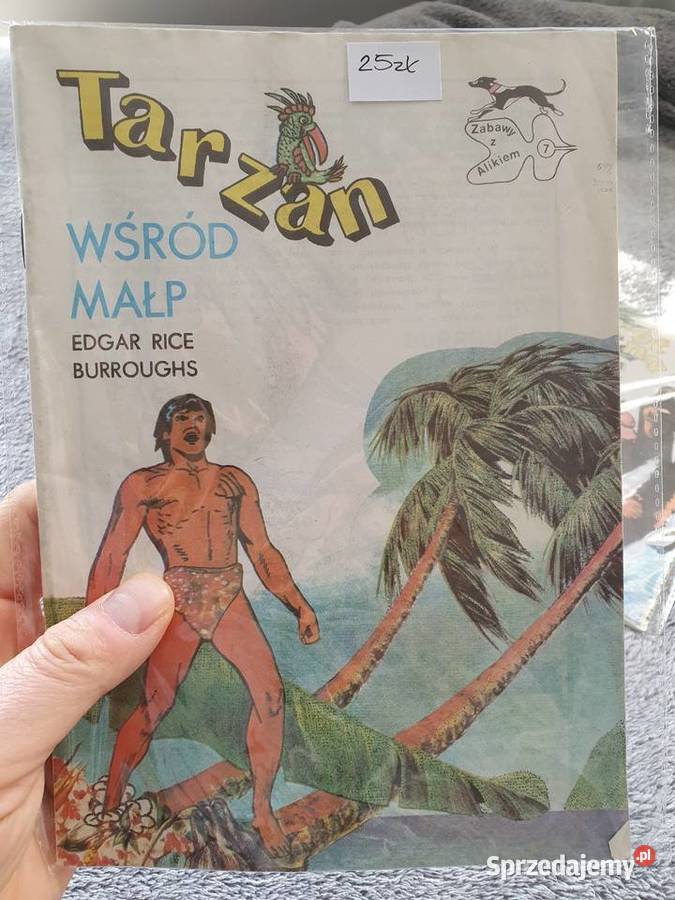 25zł
Tarzan
Zabawy
z
Alikiem
7
WŚRÓD
MAŁP
EDGAR RICE
BURROUGHS
Sprzedajemy.pl